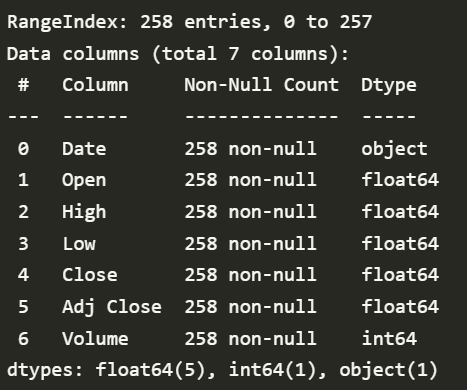 RangeIndex: 258 entries, 0 to 257
Data columns (total 7 columns):
 #   Column     Non-Null Count  Dtype
---  ------     --------------  -----
 0   Date       258 non-null    object
 1   Open       258 non-null    float64
 2   High       258 non-null    float64
 3   Low        258 non-null    float64
 4   Close      258 non-null    float64
 5   Adj Close  258 non-null    float64
 6   Volume     258 non-null    int64
dtypes: float64(5), int64(1), object(1)